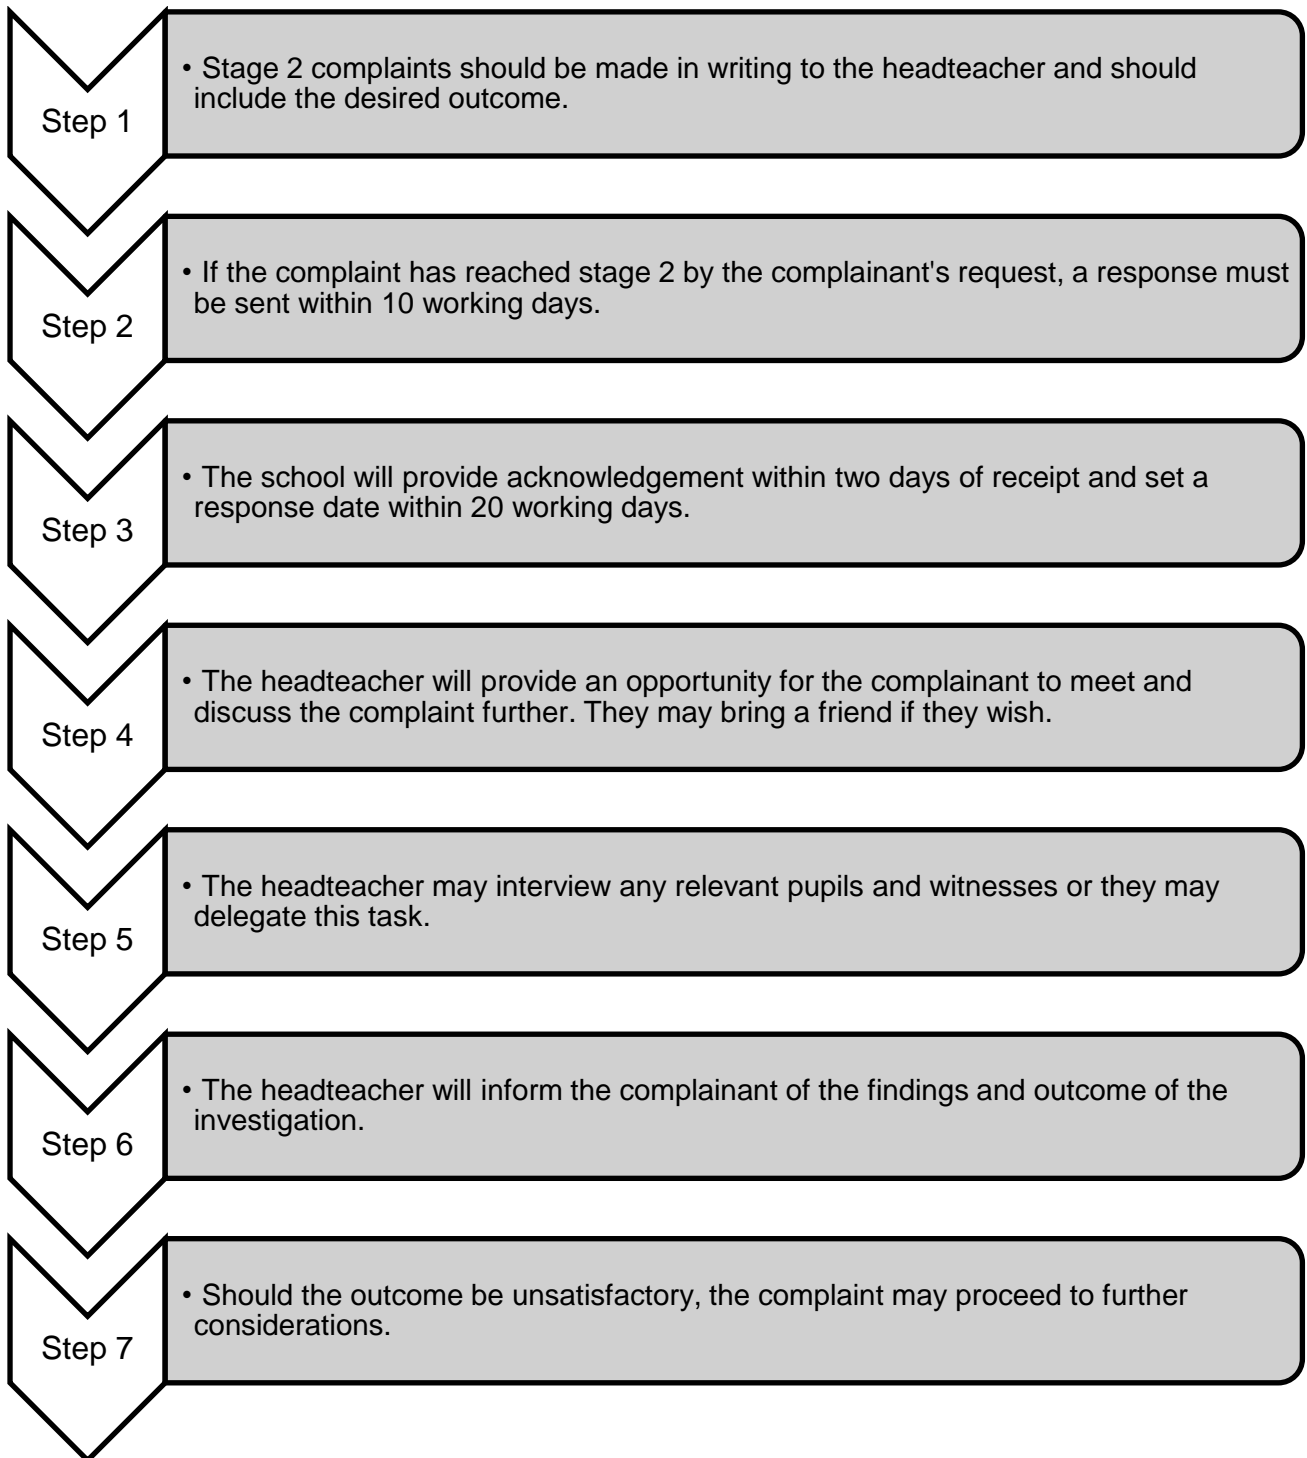 Step 1
• Stage 2 complaints should be made in writing to the headteacher and should
include the desired outcome.
Step 2
• If the complaint has reached stage 2 by the complainant's request, a response must
be sent within 10 working days.
Step 3
• The school will provide acknowledgement within two days of receipt and set a
response date within 20 working days.
Step 4
• The headteacher will provide an opportunity for the complainant to meet and
discuss the complaint further. They may bring a friend if they wish.
Step 5
• The headteacher may interview any relevant pupils and witnesses or they may
delegate this task.
Step 6
• The headteacher will inform the complainant of the findings and outcome of the
investigation.
Step 7
• Should the outcome be unsatisfactory, the complaint may proceed to further
considerations.